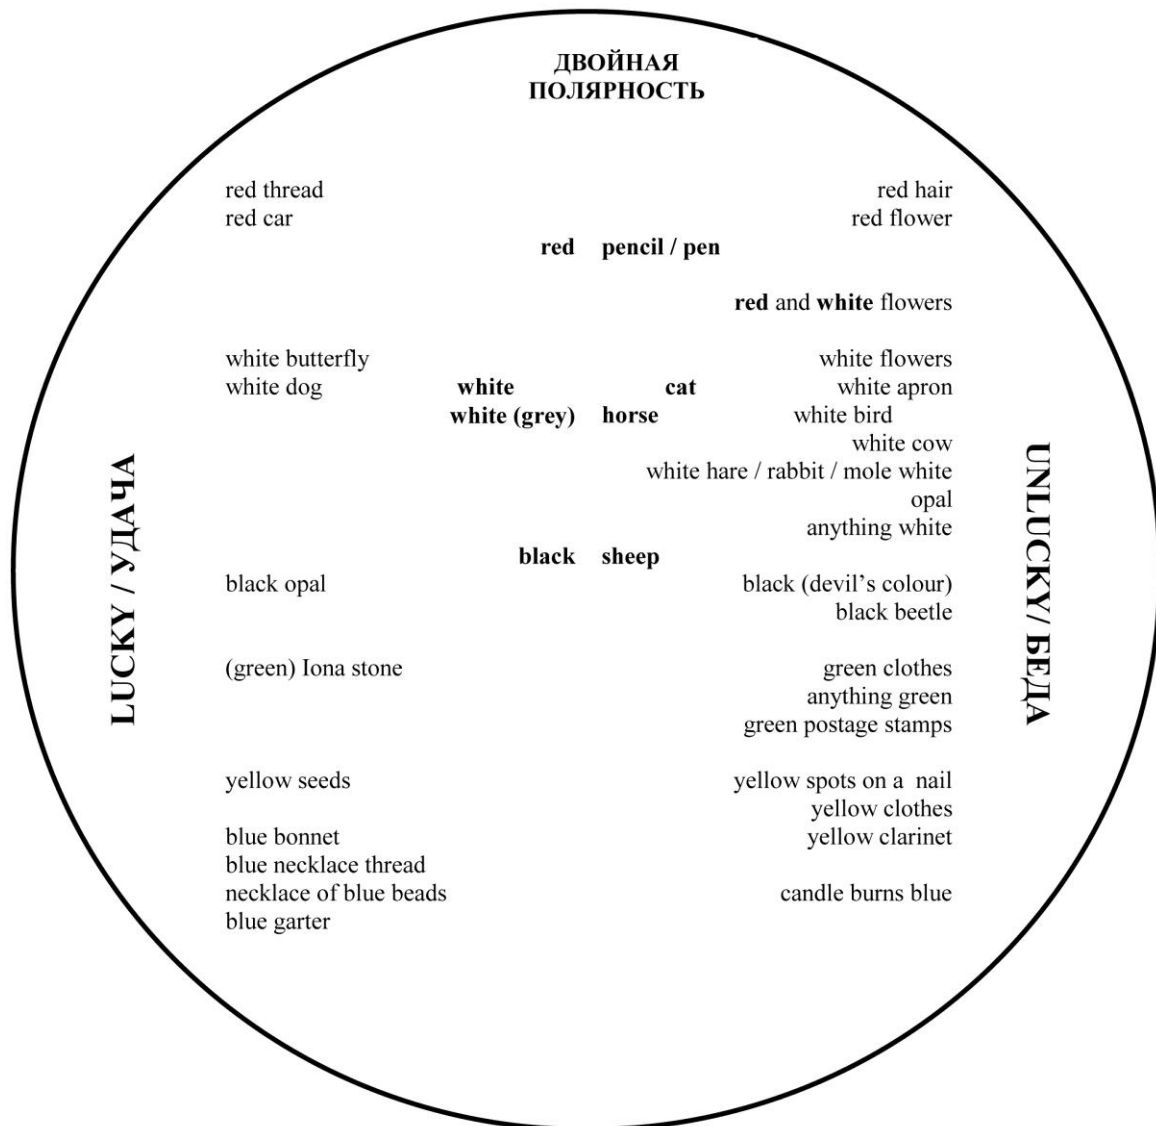 ДВОЙНАЯ
ПОЛЯРНОСТЬ
red thread red hair
red car red flower
red pencil / pen
red and white flowers
white butterfly white flowers
white dog white cat white apron
white (grey) horse white bird
white cow
white hare / rabbit / mole white
opal
anything white
black sheep
black opal black (devil’s colour)
black beetle
(green) Iona stone green clothes
anything green
green postage stamps
yellow seeds yellow spots on a nail
yellow clothes
blue bonnet yellow clarinet
blue necklace thread
necklace of blue beads candle burns blue
blue garter
LUCKY / УДАЧА
UNLUCKY/ БЕДА